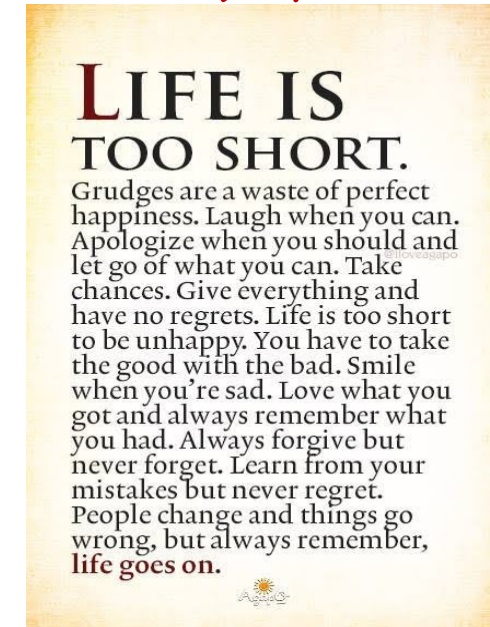 LIFE IS
TOO SHORT.
Grudges are a waste of perfect
happiness. Laugh when you can.
Apologize when you should and
@iloveagapo
let go of what you can. Take
chances. Give everything and
have no regrets. Life is too short
to be unhappy. You have to take
the good with the bad. Smile
when you're sad. Love what you
got and always remember what
you had. Always forgive but
never forget. Learn from your
mistakes but never regret.
People change and things go
wrong, but always remember,
life goes on.